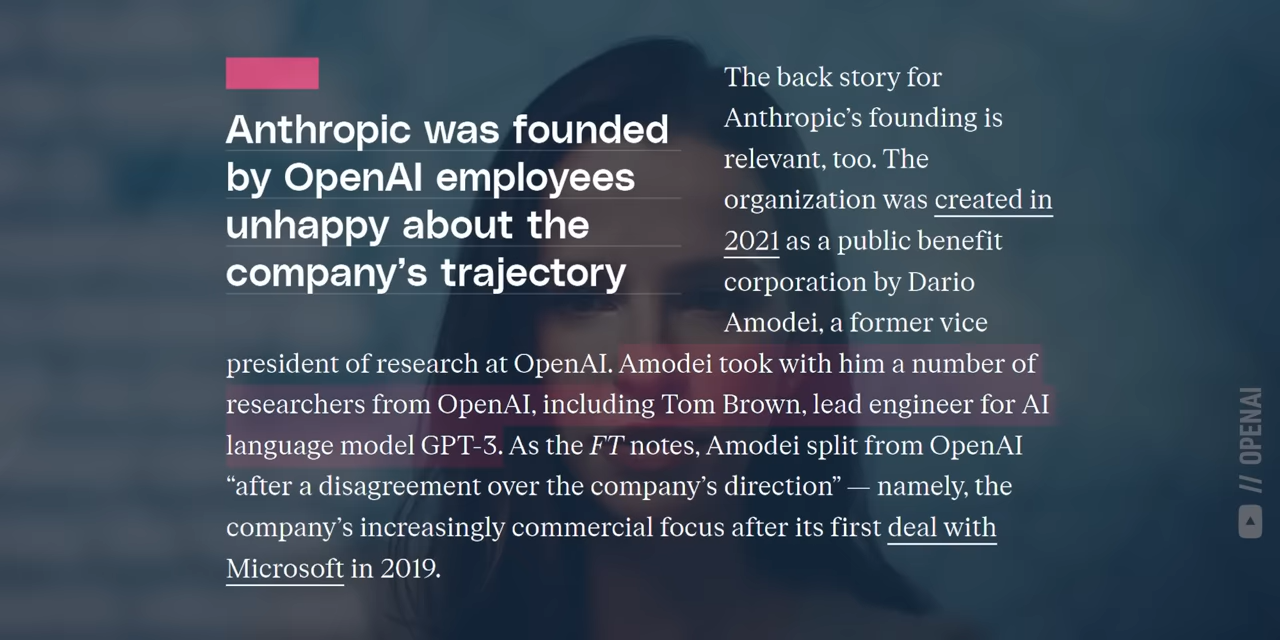 Anthropic was founded
by OpenAI employees
unhappy about the
company’s trajectory
The back story for
Anthropic’s founding is
relevant, too. The
organization was created in
2021 as a public benefit
corporation by Dario
Amodei, a former vice
president of research at OpenAI. Amodei took with him a number of
researchers from OpenAI, including Tom Brown, lead engineer for AI
language model GPT-3. As the FT notes, Amodei split from OpenAI
“after a disagreement over the company’s direction” — namely, the
company’s increasingly commercial focus after its first deal with
Microsoft in 2019.
// OPENAI